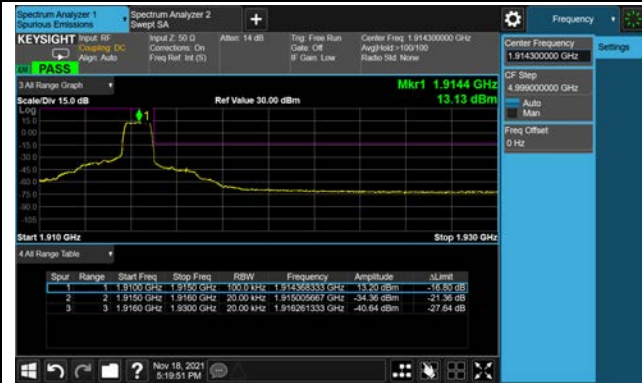 Spectrum Analyzer 1
Spurious Emissions
Spectrum Analyzer 2
Swept SA
+
Frequency
KEYSIGHT
Input: RF
Coupling: DC
Align: Auto
Input Z: 50 Ω
Corrections: On
Freq Ref: Int (S)
Atten: 14 dB
Trig: Free Run
Gate: Off
IF Gain: Low
Center Freq: 1.914300000 GHz
Avg|Hold:>100/100
Radio Std: None
PASS
Center Frequency
1.914300000 GHz
Settings
CF Step
4.999000000 GHz
Auto
Man
Freq Offset
0 Hz
3 All Range Graph
Mkr1 1.9144 GHz
Scale/Div 15.0 dB
Ref Value 30.00 dBm
13.13 dBm
Log
1
15.0
0.00
-15.0
-30.0
-45.0
-60.0
-75.0
-90.0
-105
Start 1.910 GHz
Stop 1.930 GHz
4 All Range Table
Spur Range Start Freq Stop Freq RBW Frequency Amplitude ΔLimit
1 1 1.9100 GHz 1.9150 GHz 100.0 kHz 1.914368333 GHz 13.20 dBm -16.80 dB
2 2 1.9150 GHz 1.9160 GHz 20.00 kHz 1.915005667 GHz -34.36 dBm -21.36 dB
3 3 1.9160 GHz 1.9300 GHz 20.00 kHz 1.916261333 GHz -40.64 dBm -27.64 dB
?
Nov 18, 2021
5:19:51 PM